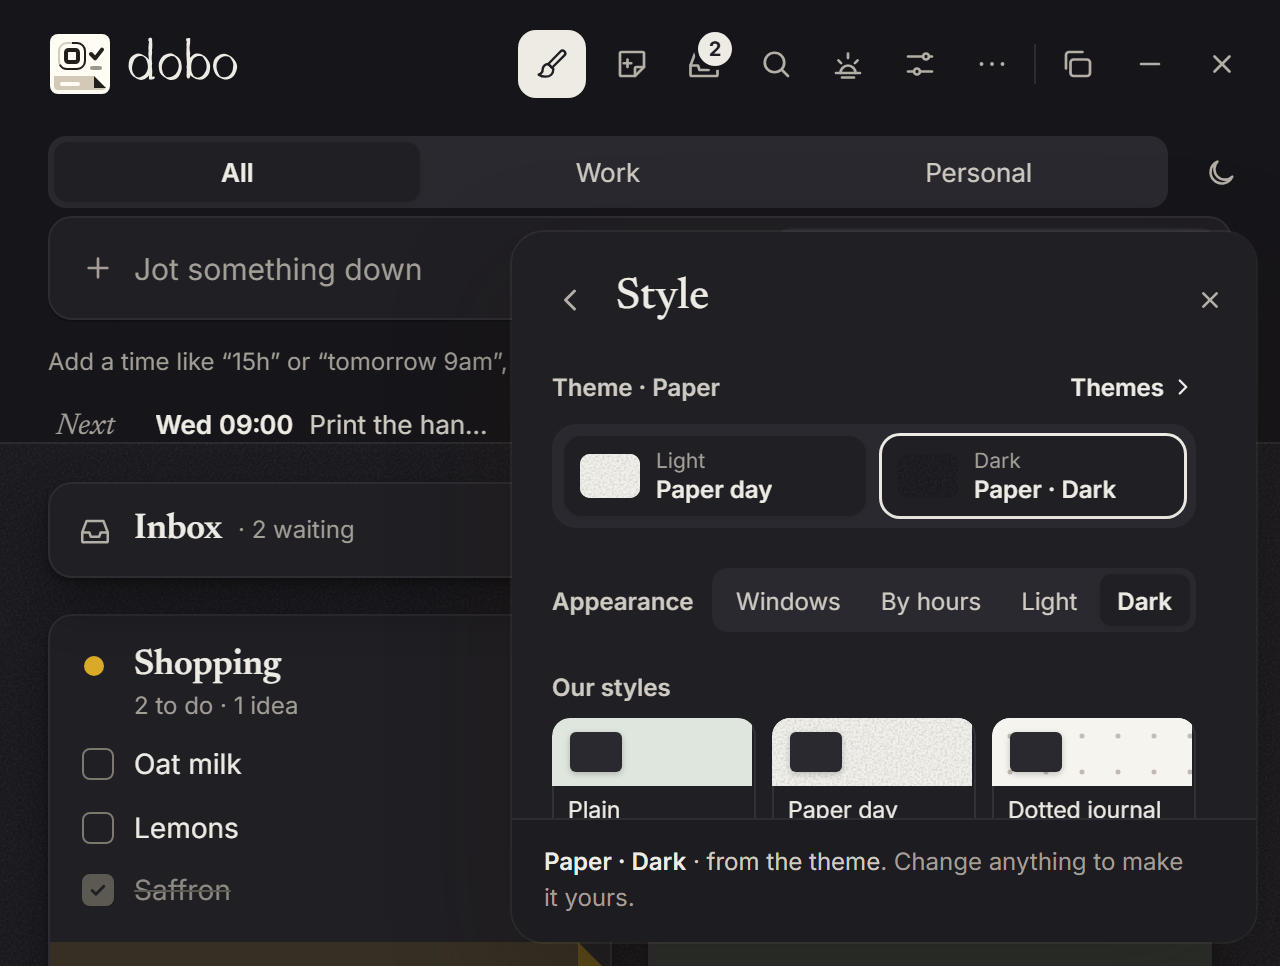 dobo
2
All
Work
Personal
Jot something down
Add a time like “15h” or “tomorrow 9am”,
Next Wed 09:00 Print the han...
Inbox · 2 waiting
Shopping
2 to do · 1 idea
Oat milk
Lemons
Saffron
Style
Theme · Paper
Themes
Light
Paper day
Dark
Paper · Dark
Appearance
Windows
By hours
Light
Dark
Our styles
Plain
Paper day
Dotted journal
Paper · Dark · from the theme. Change anything to make
it yours.